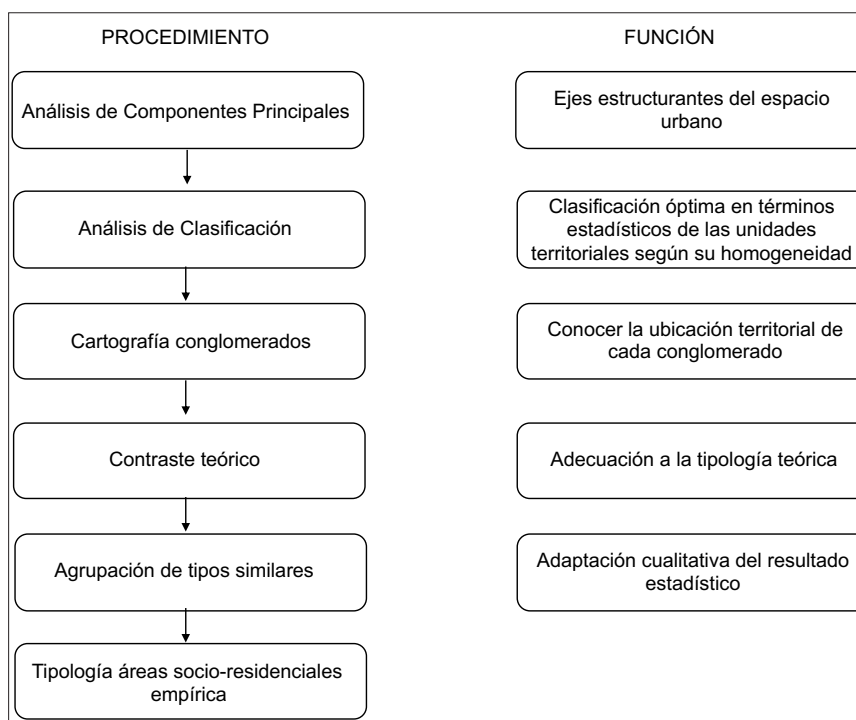 PROCEDIMIENTO
FUNCIÓN
Análisis de Componentes Principales
Ejes estructurantes del espacio
urbano
Análisis de Clasificación
Clasificación óptima en términos
estadísticos de las unidades
territoriales según su homogeneidad
Cartografía conglomerados
Conocer la ubicación territorial de
cada conglomerado
Contraste teórico
Adecuación a la tipología teórica
Agrupación de tipos similares
Adaptación cualitativa del resultado
estadístico
Tipología áreas socio-residenciales
empírica